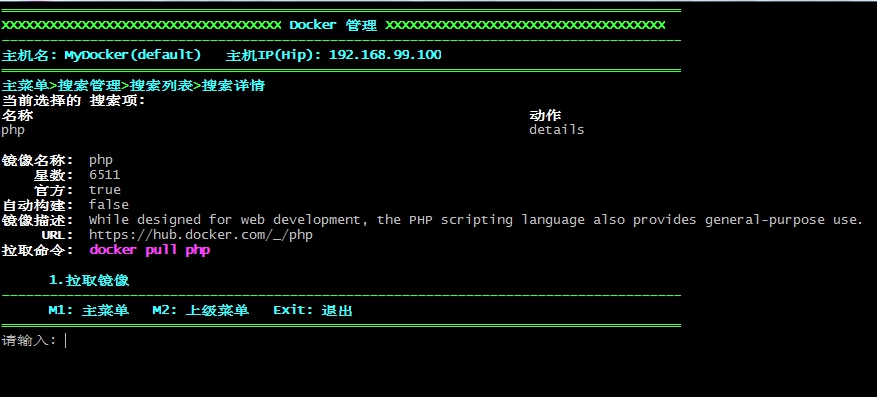 XXXXXXXXXXXXXXXXXXXXXXXXXXXXXXXXXXX Docker 管理 XXXXXXXXXXXXXXXXXXXXXXXXXXXXXXXXXXX
主机名: MyDocker(default) 主机IP(Hip): 192.168.99.100
主菜单>搜索管理>搜索列表>搜索详情
当前选择的 搜索项:
名称 动作
php details
镜像名称: php
星数: 6511
官方: true
自动构建: false
镜像描述: While designed for web development, the PHP scripting language also provides general-purpose use.
URL: https://hub.docker.com/_/php
拉取命令: docker pull php
1.拉取镜像
M1: 主菜单 M2: 上级菜单 Exit: 退出
请输入: